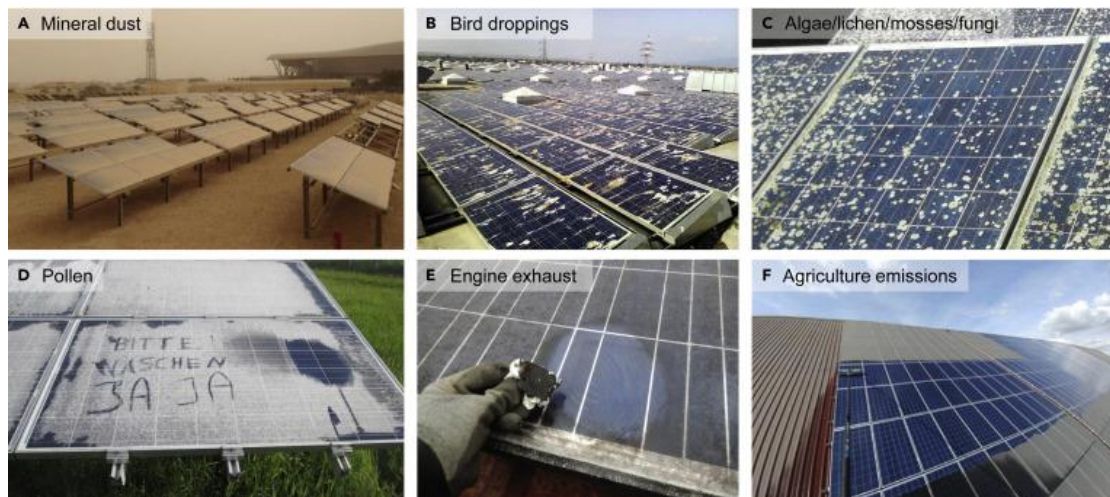 A Mineral dust
B Bird droppings
C Algae/lichen/mosses/fungi
D Pollen
BITTE!
WASCHEN
JA JA
E Engine exhaust
F Agriculture emissions